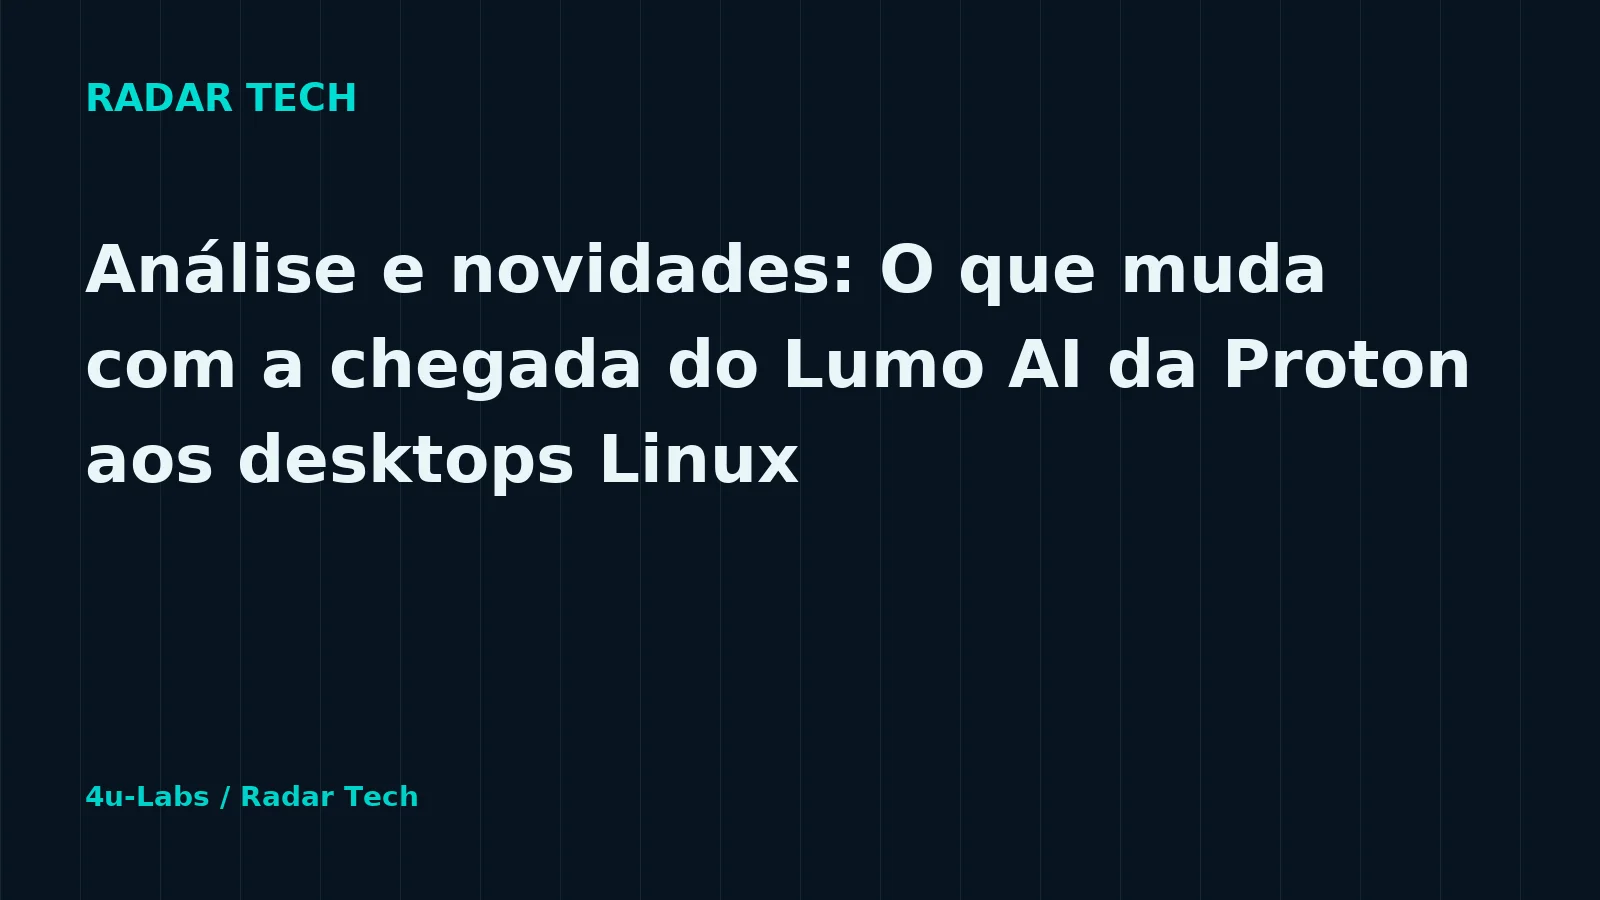 RADAR TECH
Análise e novidades: O que muda
com a chegada do Lumo AI da Proton
aos desktops Linux
4u-Labs / Radar Tech